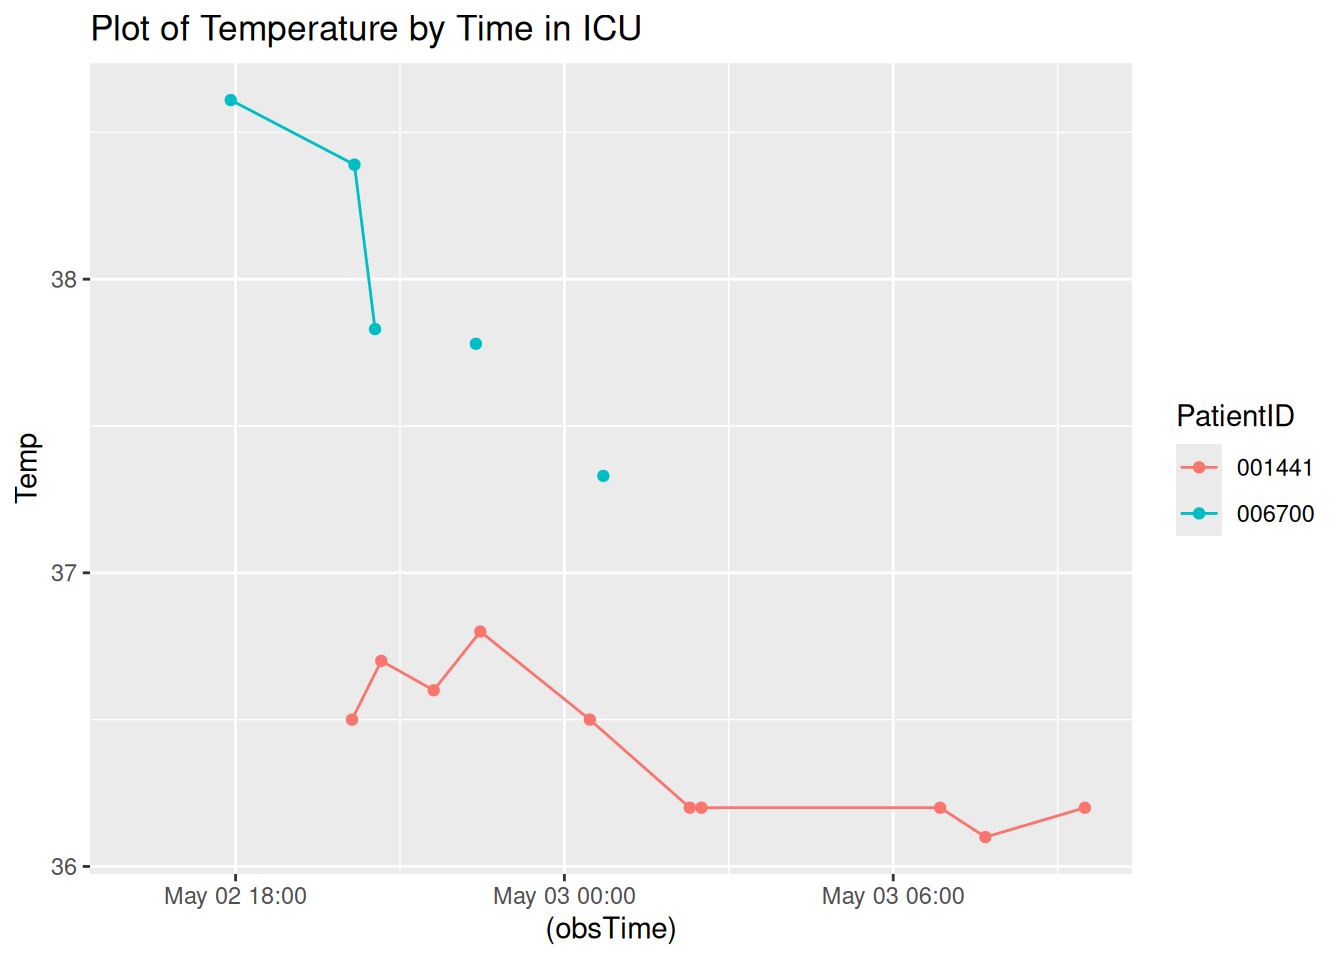 Plot of Temperature by Time in ICU
38
37
36
Temp
May 02 18:00
May 03 00:00
May 03 06:00
(obsTime)
PatientID
001441
006700